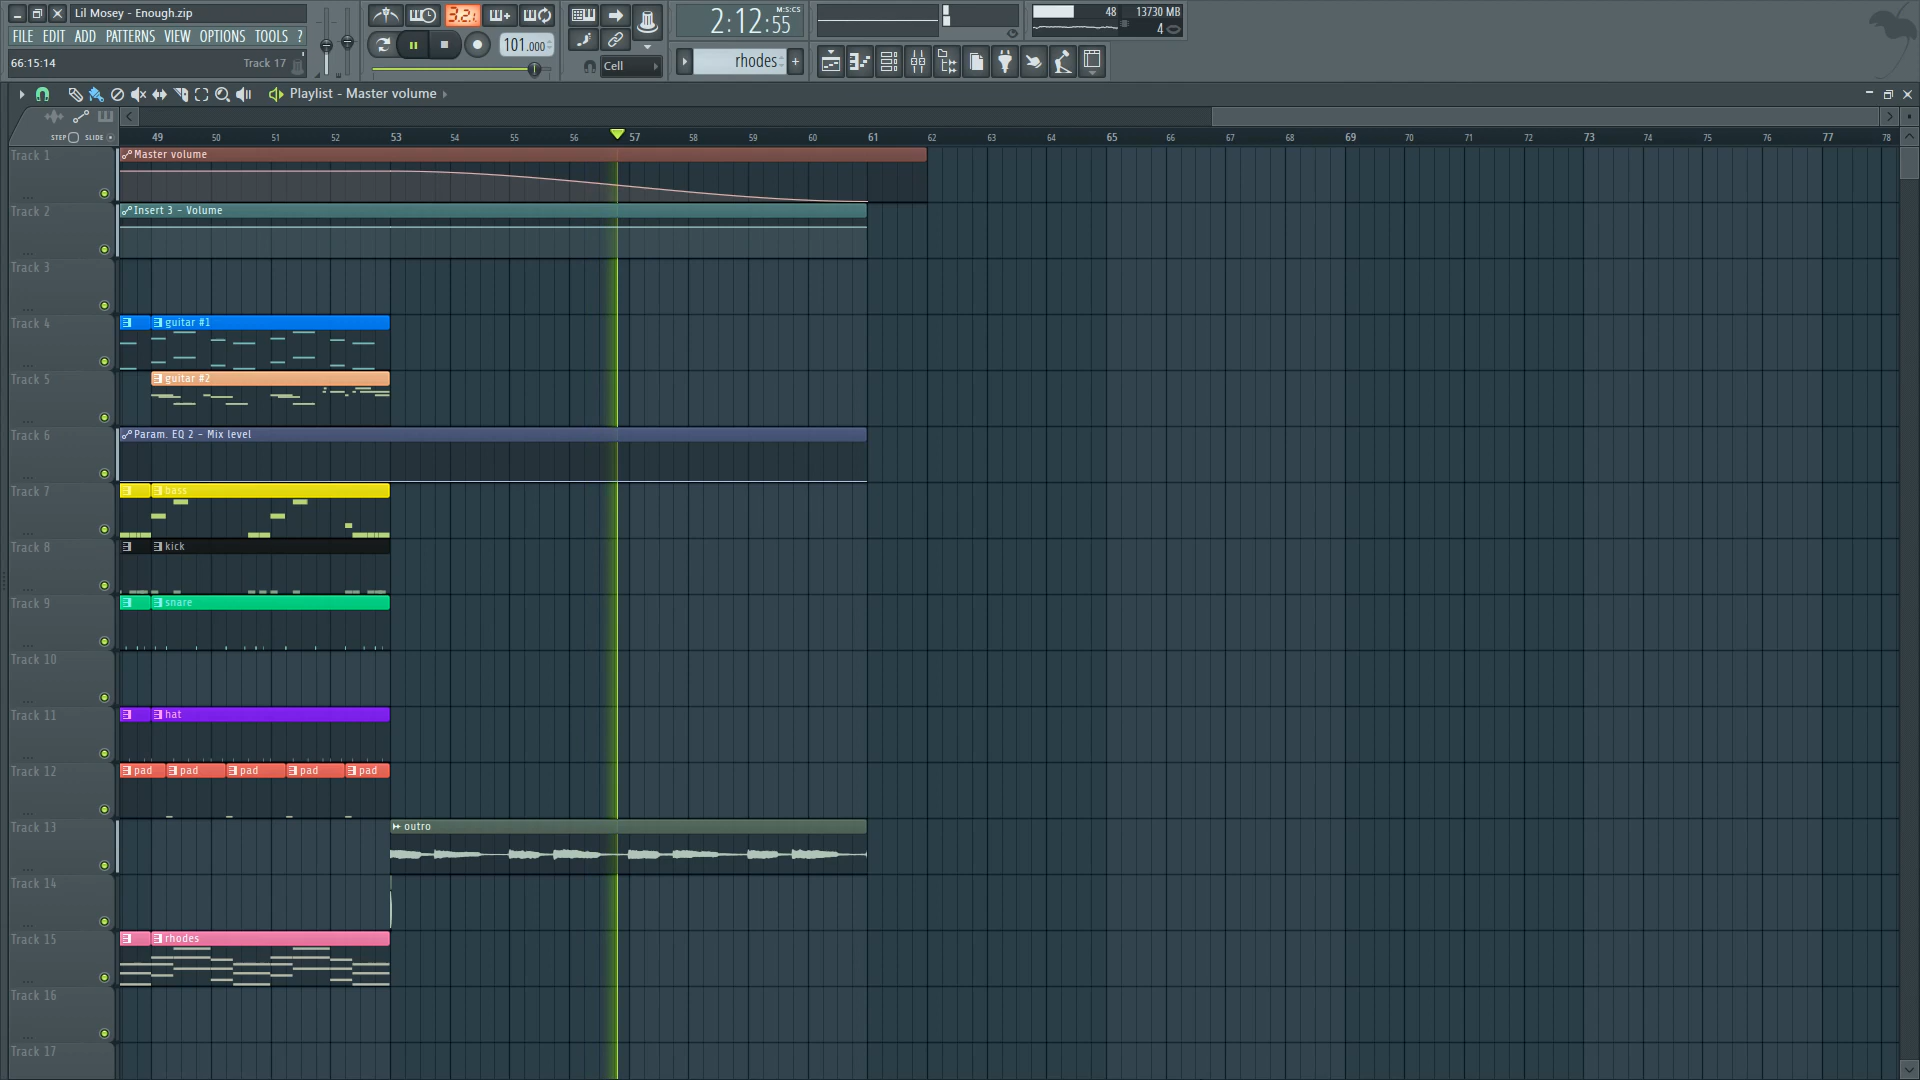 Lil Mosey - Enough.zip
FILE EDIT ADD PATTERNS VIEW OPTIONS TOOLS ?
66:15:14 Track 17
3.2.1
101.000
Cell
2:12:55 M:S:CS
rhodes
48 13730 MB
4
Playlist - Master volume
STEP SLIDE
49 50 51 52 53 54 55 56 57 58 59 60 61 62 63 64 65 66 67 68 69 70 71 72 73 74 75 76 77 78
Track 1 Master volume
Track 2 Insert 3 - Volume
Track 3
Track 4 guitar #1
Track 5 guitar #2
Track 6 Param. EQ 2 - Mix level
Track 7 bass
Track 8 kick
Track 9 snare
Track 10
Track 11 hat
Track 12 pad pad pad pad pad
Track 13 outro
Track 14
Track 15 rhodes
Track 16
Track 17